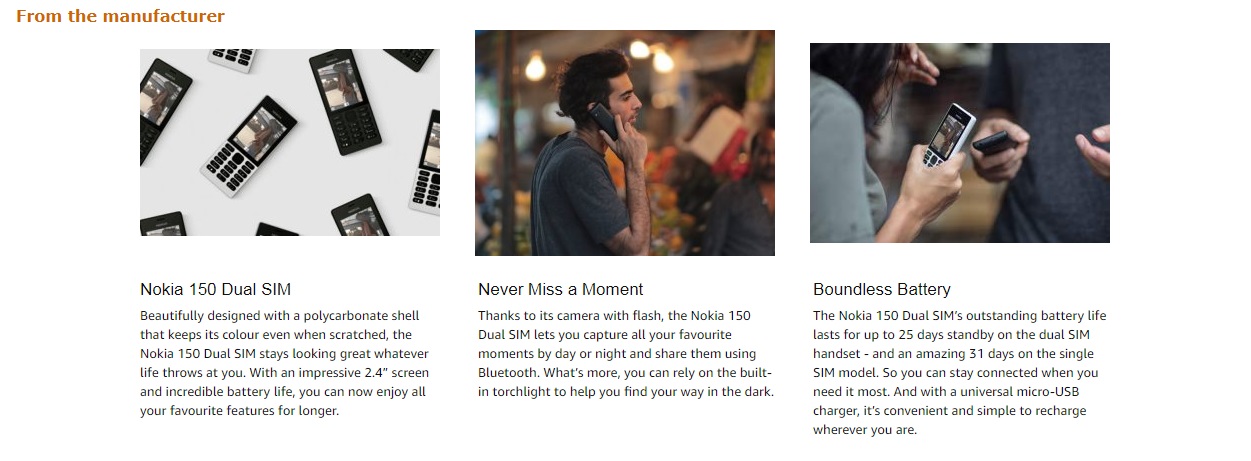 From the manufacturer
Nokia 150 Dual SIM
Beautifully designed with a polycarbonate shell
that keeps its colour even when scratched, the
Nokia 150 Dual SIM stays looking great whatever
life throws at you. With an impressive 2.4” screen
and incredible battery life, you can now enjoy all
your favourite features for longer.
Never Miss a Moment
Thanks to its camera with flash, the Nokia 150
Dual SIM lets you capture all your favourite
moments by day or night and share them using
Bluetooth. What’s more, you can rely on the built-
in torchlight to help you find your way in the dark.
Boundless Battery
The Nokia 150 Dual SIM’s outstanding battery life
lasts for up to 25 days standby on the dual SIM
handset - and an amazing 31 days on the single
SIM model. So you can stay connected when you
need it most. And with a universal micro-USB
charger, it’s convenient and simple to recharge
wherever you are.